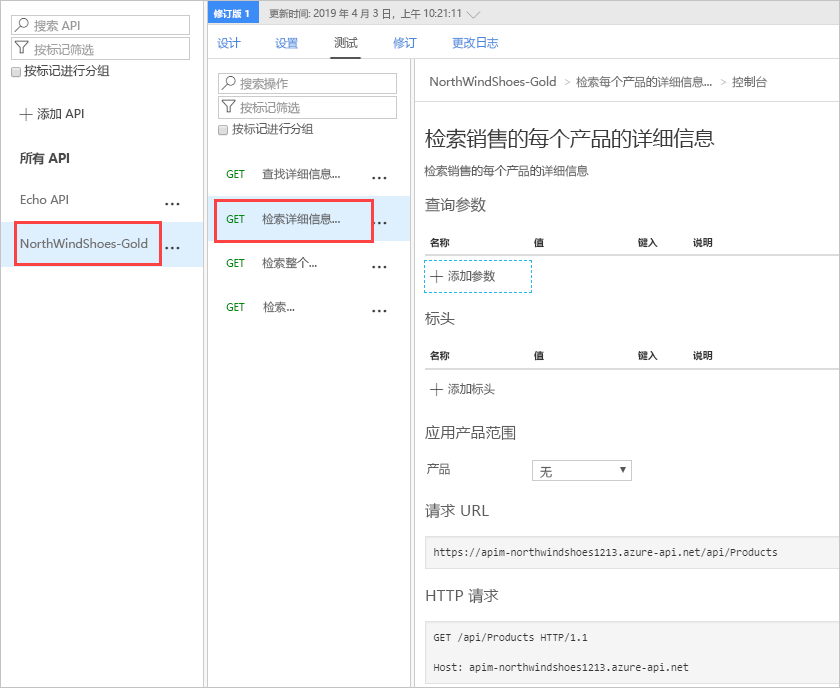 搜索 API
按标记筛选
按标记进行分组
添加 API
所有 API
Echo API
...
NorthWindShoes-Gold
...
修订版 1
更新时间: 2019 年 4 月 3 日，上午 10:21:11
设计
设置
测试
修订
更改日志
搜索操作
按标记筛选
按标记进行分组
GET 查找详细信息... ...
GET 检索详细信息... ...
GET 检索整个... ...
GET 检索... ...
NorthWindShoes-Gold > 检索每个产品的详细信息... > 控制台
检索销售的每个产品的详细信息
检索销售的每个产品的详细信息
查询参数
名称 值 键入 说明
添加参数
标头
名称 值 键入 说明
添加标头
应用产品范围
产品 无
请求 URL
https://apim-northwindshoes1213.azure-api.net/api/Products
HTTP 请求
GET /api/Products HTTP/1.1
Host: apim-northwindshoes1213.azure-api.net